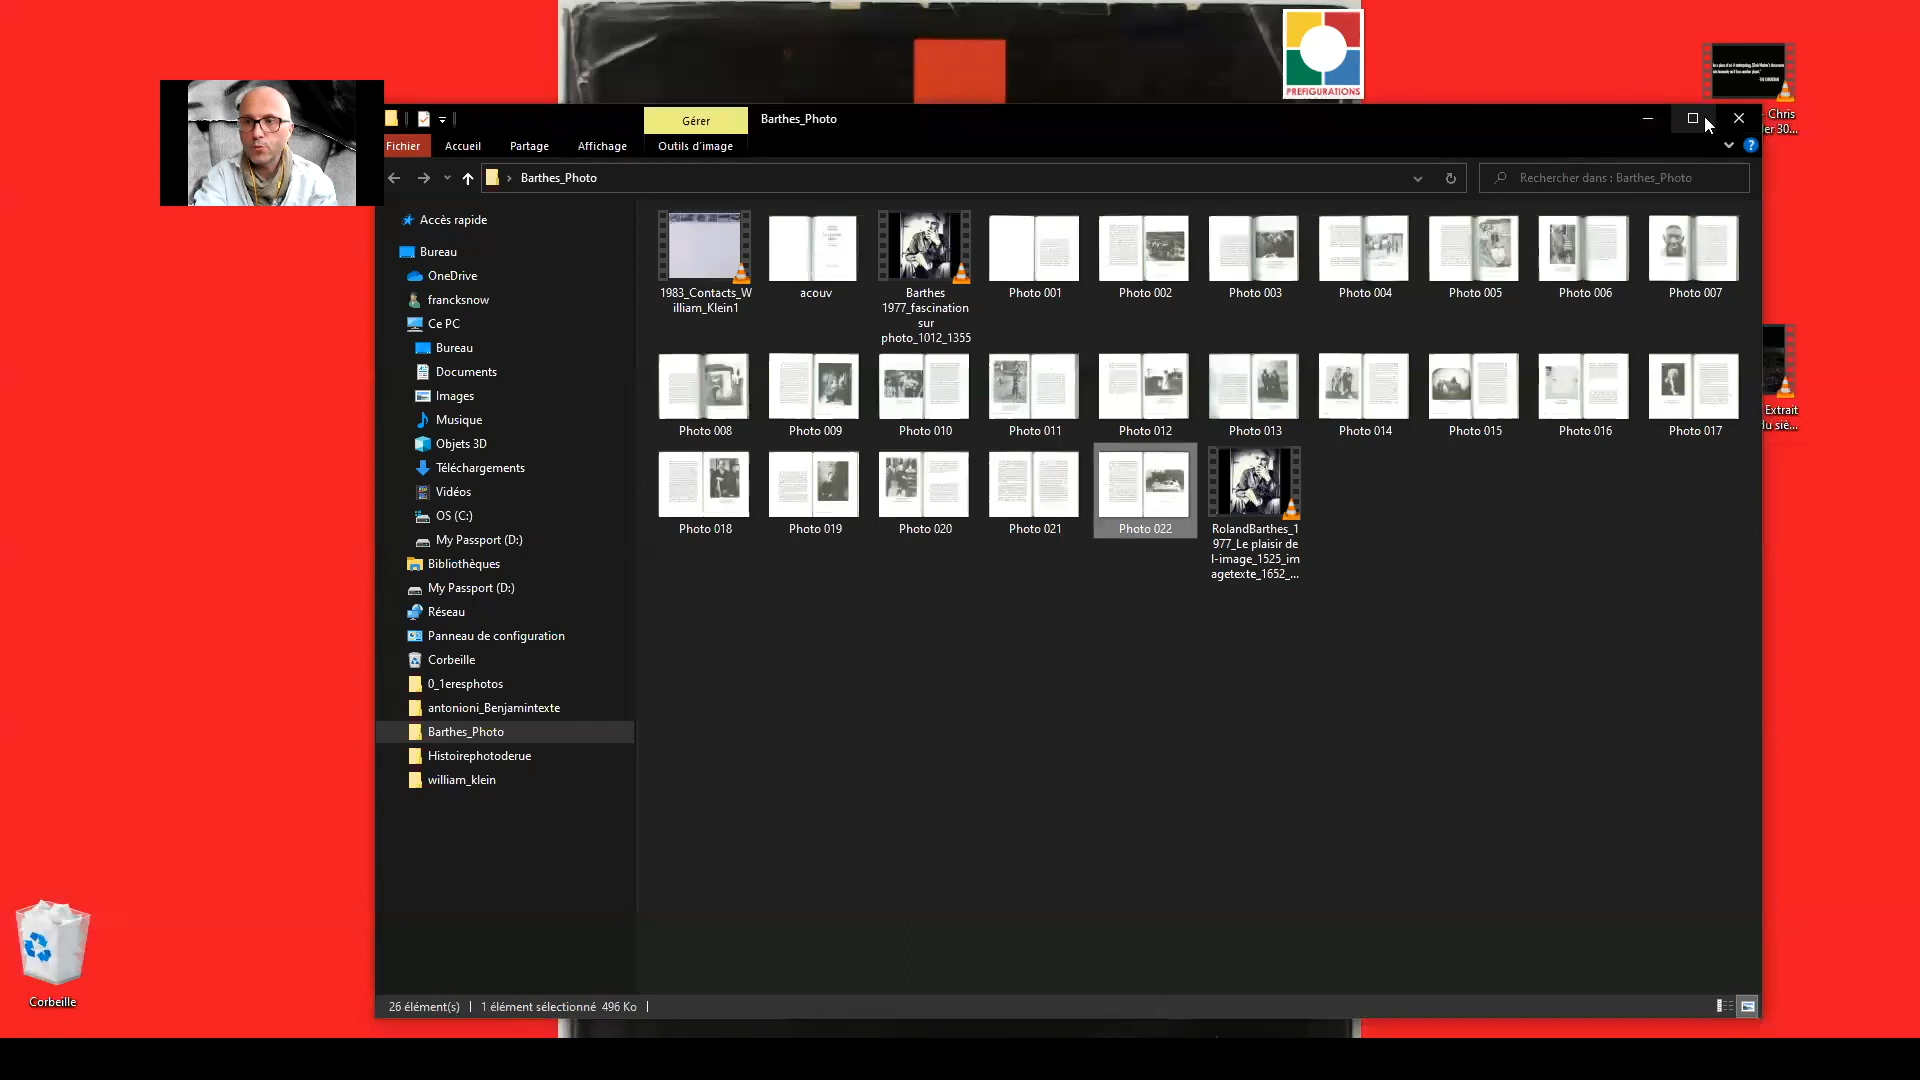 PREFIGURATIONS
Chris
er 30...
Extrait
du siè...
Gérer
Barthes_Photo
Fichier
Accueil
Partage
Affichage
Outils d'image
Barthes_Photo
Rechercher dans : Barthes_Photo
Accès rapide
Bureau
OneDrive
francksnow
Ce PC
Bureau
Documents
Images
Musique
Objets 3D
Téléchargements
Vidéos
OS (C:)
My Passport (D:)
Bibliothèques
My Passport (D:)
Réseau
Panneau de configuration
Corbeille
0_1eresphotos
antonioni_Benjamintexte
Barthes_Photo
Histoirephotoderue
william_klein
1983_Contacts_W
illiam_Klein1
acouv
Barthes
1977_fascination
sur
photo_1012_1355
Photo 001
Photo 002
Photo 003
Photo 004
Photo 005
Photo 006
Photo 007
Photo 008
Photo 009
Photo 010
Photo 011
Photo 012
Photo 013
Photo 014
Photo 015
Photo 016
Photo 017
Photo 018
Photo 019
Photo 020
Photo 021
Photo 022
RolandBarthes_1
977_Le plaisir de
l-image_1525_im
agetexte_1652_...
26 élément(s)
1 élément sélectionné 496 Ko
Corbeille